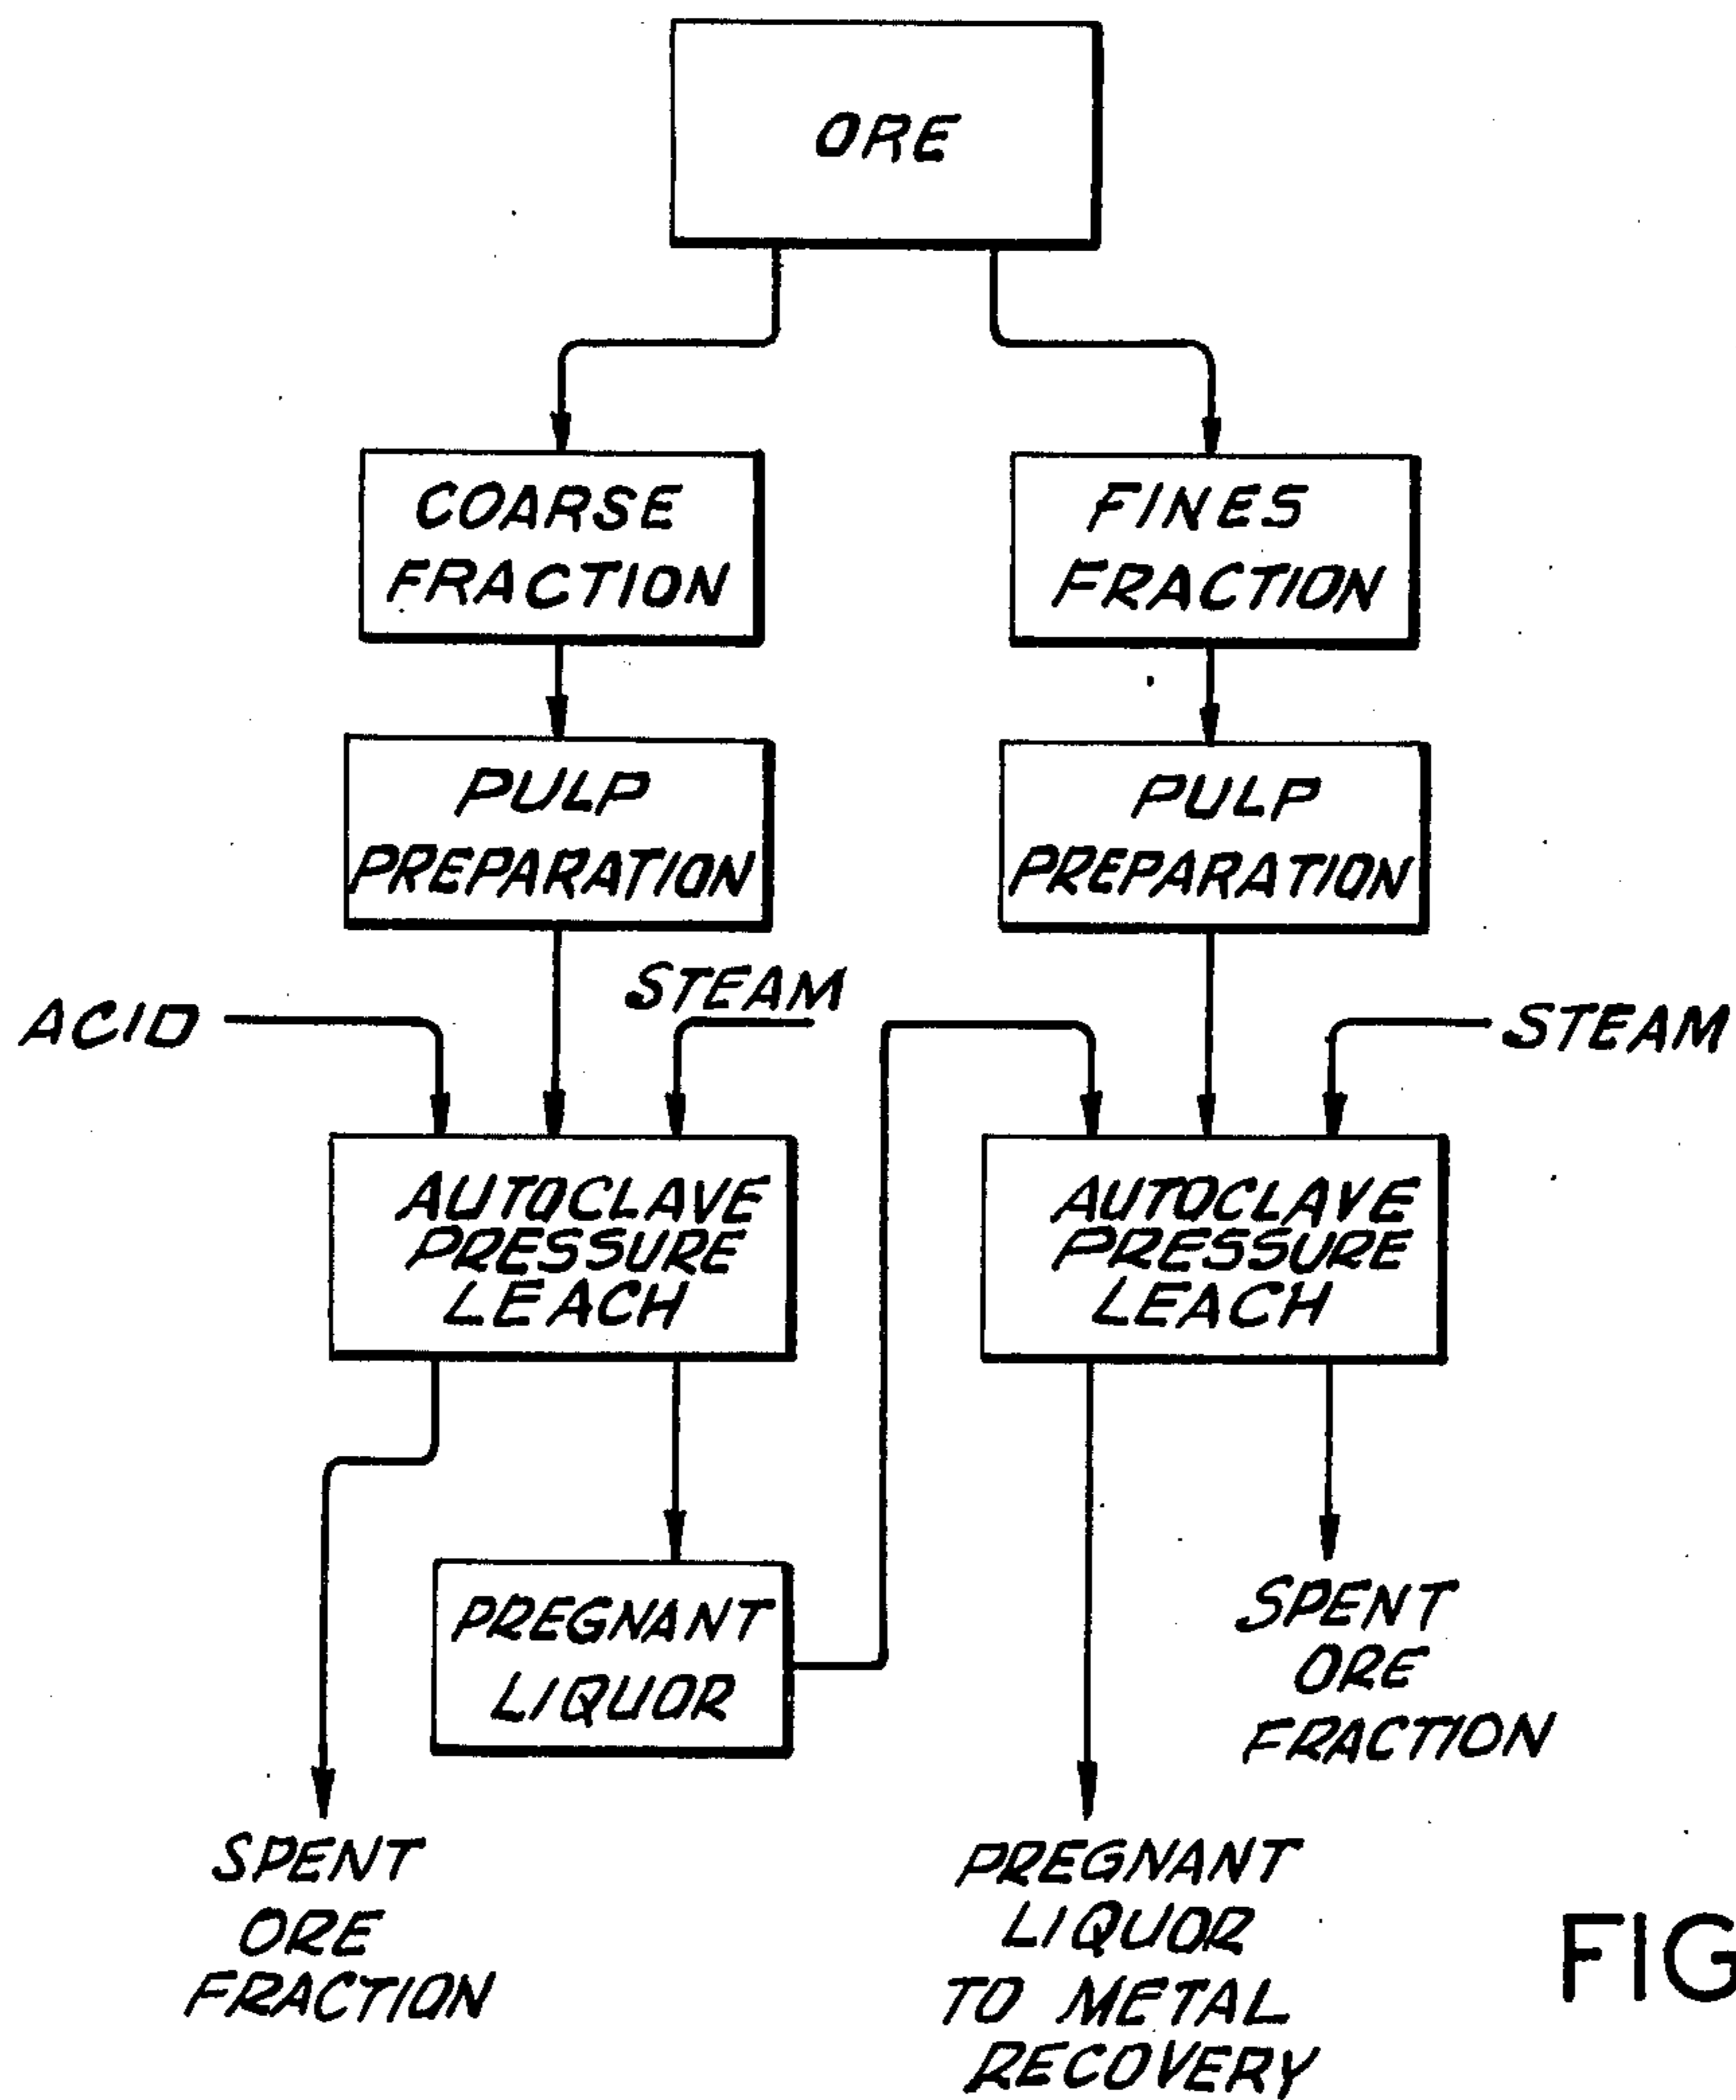 ORE
COARSE
FRACTION
FINES
FRACTION
PULP
PREPARATION
PULP
PREPARATION
ACID
STEAM
STEAM
AUTOCLAVE
PRESSURE
LEACH
AUTOCLAVE
PRESSURE
LEACH
PREGNANT
LIQUOR
SPENT
ORE
FRACTION
SPENT
ORE
FRACTION
PREGNANT
LIQUOR
TO METAL
RECOVERY
FIG